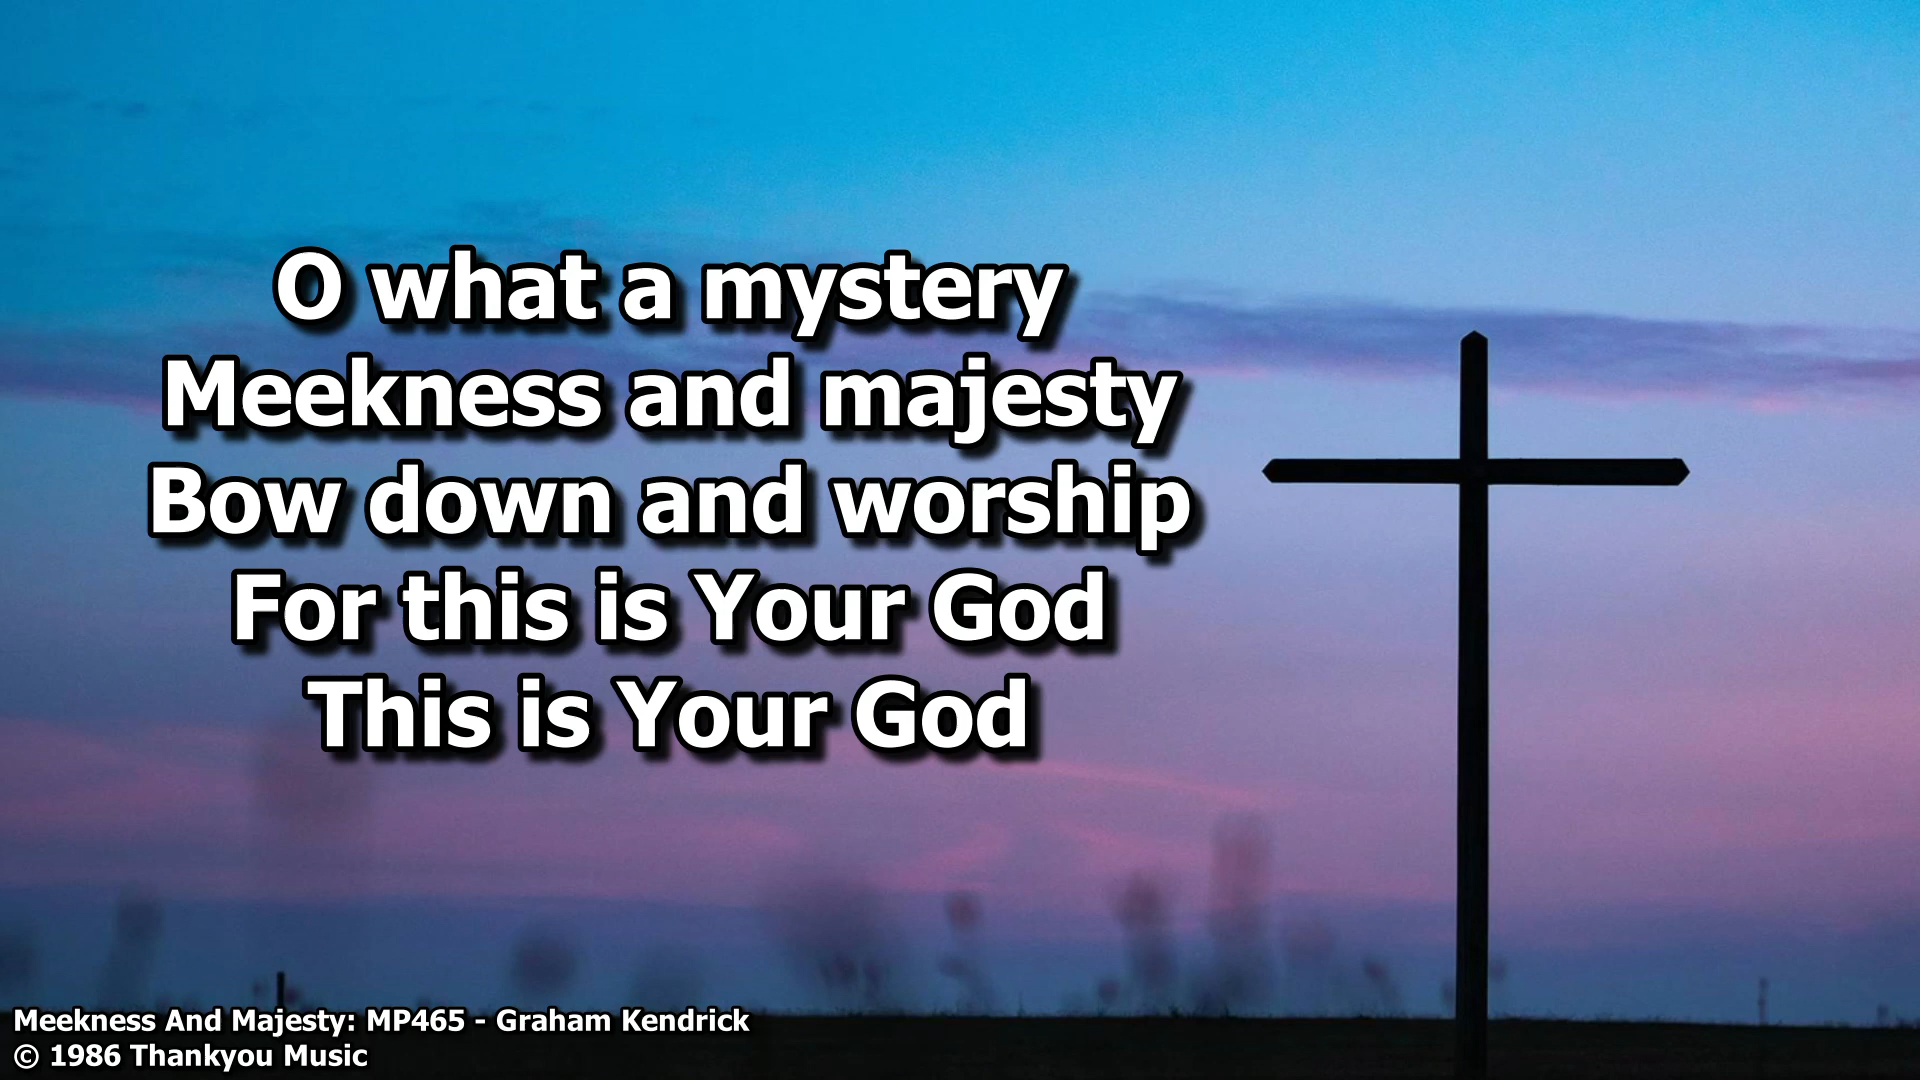 O what a mystery
Meekness and majesty
Bow down and worship
For this is Your God
This is Your God
Meekness And Majesty: MP465 - Graham Kendrick
© 1986 Thankyou Music